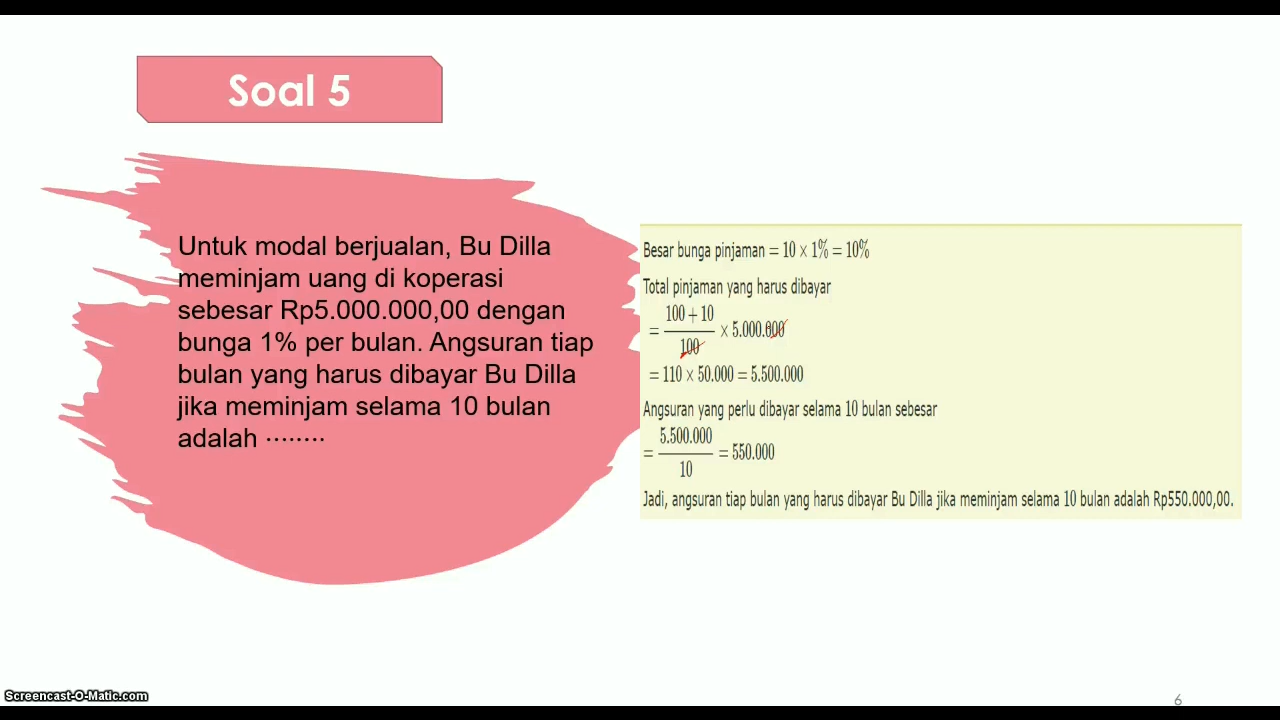 Soal 5
Untuk modal berjualan, Bu Dilla
meminjam uang di koperasi
sebesar Rp5.000.000,00 dengan
bunga 1% per bulan. Angsuran tiap
bulan yang harus dibayar Bu Dilla
jika meminjam selama 10 bulan
adalah ········
Besar bunga pinjaman = 10 × 1% = 10%
Total pinjaman yang harus dibayar
= (100 + 10)/100 × 5.000.000
= 110 × 50.000 = 5.500.000
Angsuran yang perlu dibayar selama 10 bulan sebesar
= 5.500.000/10 = 550.000
Jadi, angsuran tiap bulan yang harus dibayar Bu Dilla jika meminjam selama 10 bulan adalah Rp550.000,00.
Screencast-O-Matic.com
6